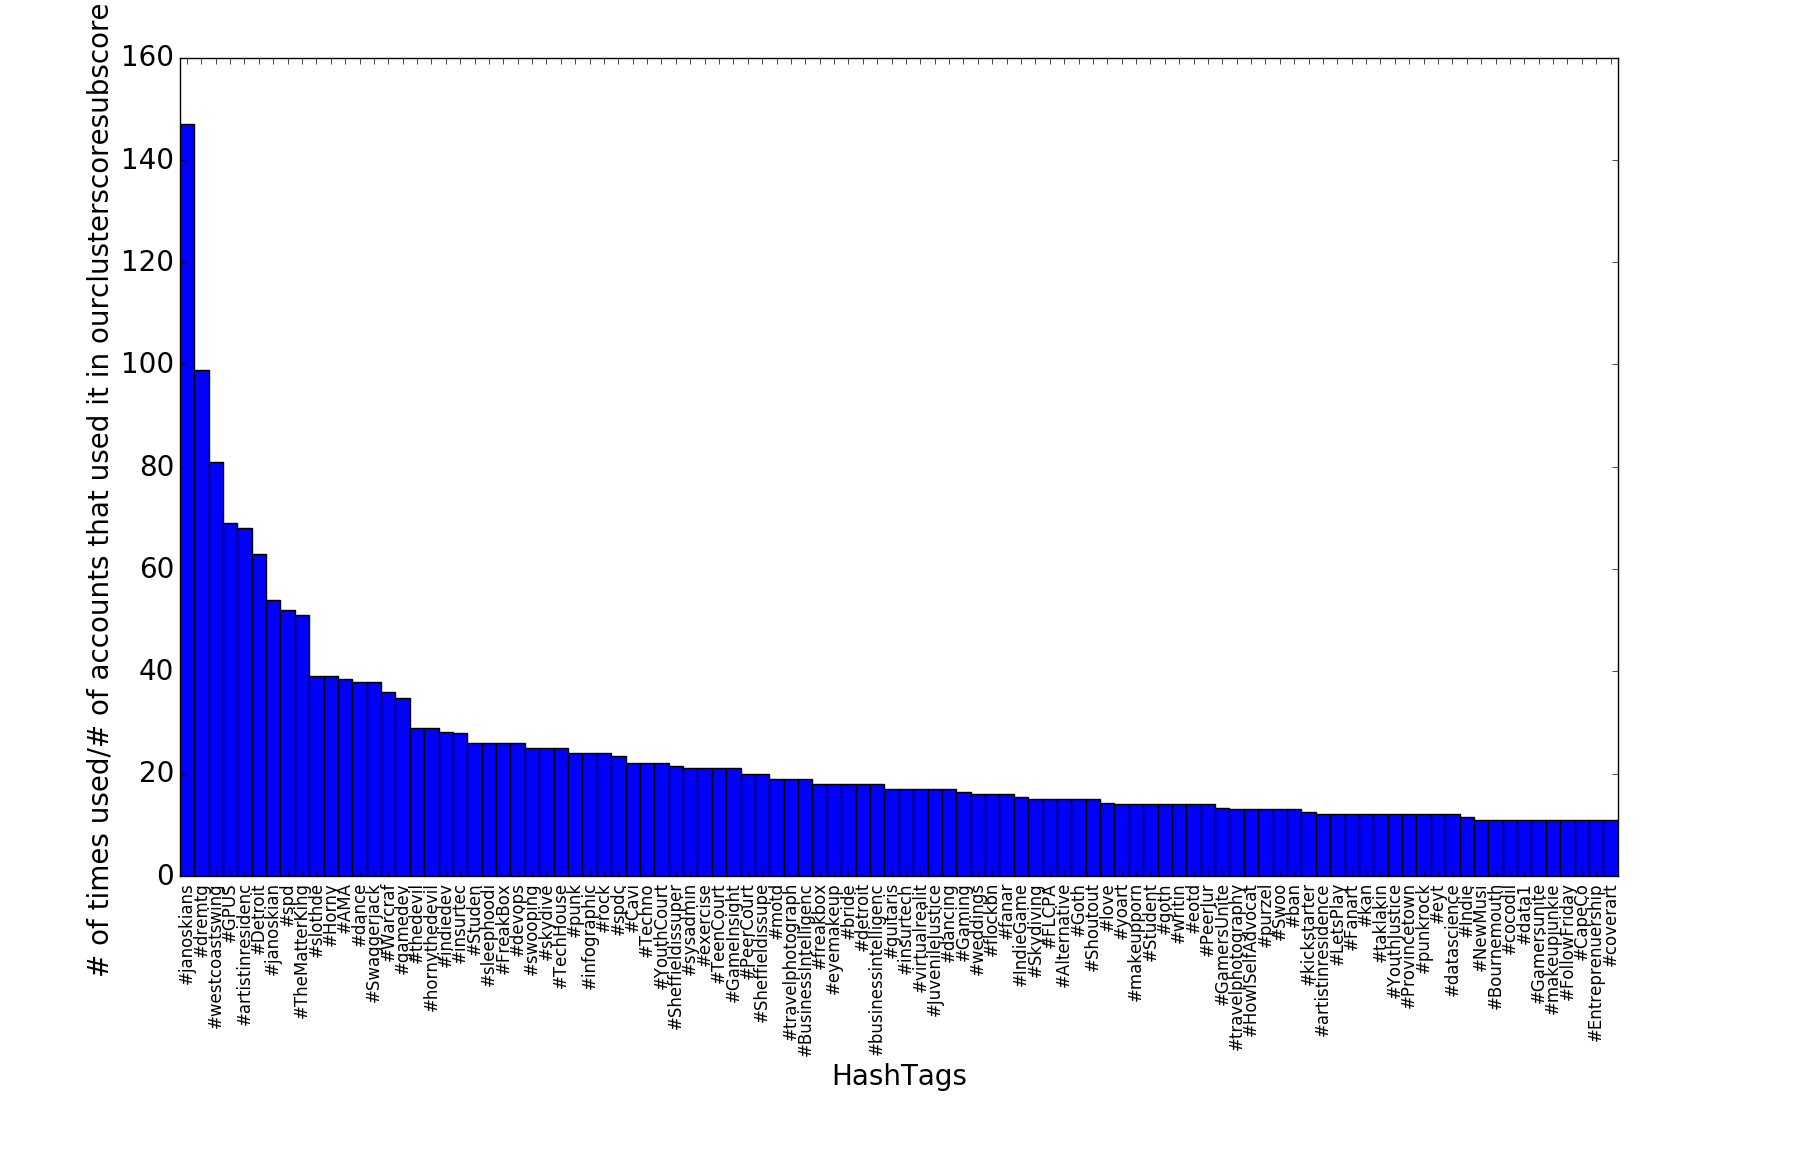 # of times used/# of accounts that used it in ourclusterscoresubscore
160
140
120
100
80
60
40
20
0
#janoskians
#dremtg
#westcoastswing
#GPUS
#artistinresidenc
#Detroit
#janoskian
#spd
#TheMatterKing
#slothde
#Horny
#AMA
#dance
#Swaggerjack
#Warcraf
#gamedev
#thedevil
#hornythedevil
#indiedev
#insurtec
#Studen
#sleephoodi
#FreakBox
#devops
#swooping
#skydive
#TechHouse
#punk
#infographic
#rock
#spdc
#Cavi
#Techno
#YouthCourt
#SheffieldIssuper
#sysadmin
#exercise
#TeenCourt
#GameInsight
#PeerCourt
#Sheffieldissupe
#motd
#travelphotograph
#BusinessIntelligenc
#freakbox
#eyemakeup
#bride
#detroit
#businessintelligenc
#guitaris
#insurtech
#virtualrealit
#JuvenileJustice
#dancing
#Gaming
#weddings
#flockbn
#fanar
#IndieGame
#Skydiving
#FLCPA
#Alternative
#Goth
#Shoutout
#love
#yoart
#makeupporn
#Student
#goth
#writin
#eotd
#PeerJur
#GamersUnite
#travelphotography
#HowISelfAdvocat
#purzel
#Swoo
#ban
#kickstarter
#artistinresidence
#LetsPlay
#Fanart
#kan
#taklakin
#YouthJustice
#Provincetown
#punkrock
#eyt
#datascience
#Indie
#NewMusi
#Bournemouth
#cocodil
#data1
#Gamersunite
#makeupjunkie
#FollowFriday
#CapeCo
#Entreprenuership
#coverart
HashTags